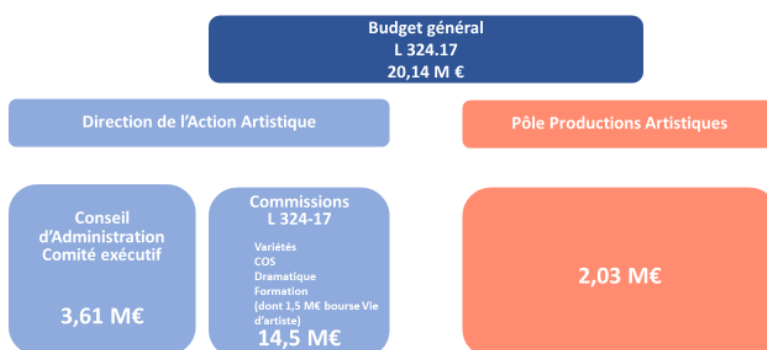 Budget général
L 324.17
20,14 M €
Direction de l'Action Artistique
Pôle Productions Artistiques
Conseil
d'Administration
Comité exécutif
3,61 M€
Commissions
L 324-17
Variétés
COS
Dramatique
Formation
(dont 1,5 M€ bourse Vie
d'artiste)
14,5 M€
2,03 M€